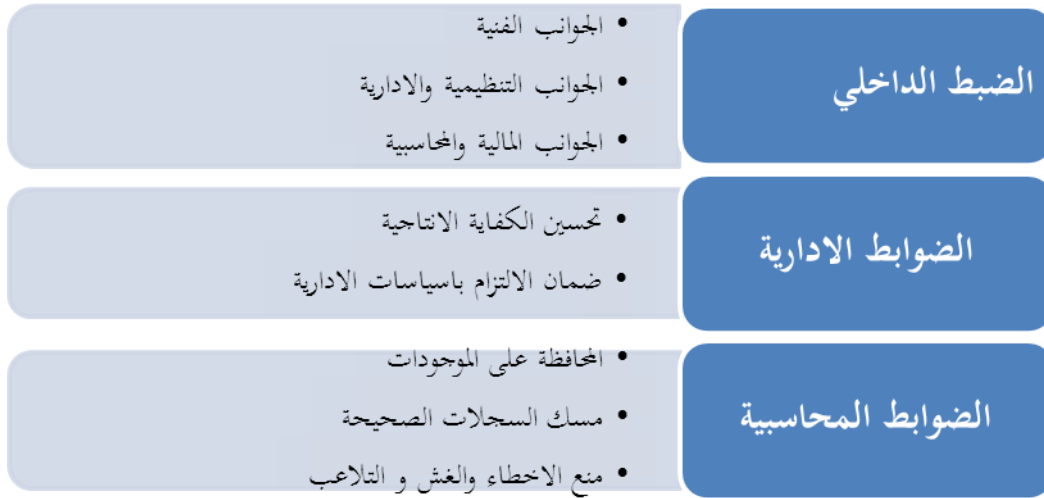 الضبط الداخلي
• الجوانب الفنية
• الجوانب التنظيمية والادارية
• الجوانب المالية والمحاسبية
الضوابط الادارية
• تحسين الكفاية الانتاجية
• ضمان الالتزام باسياسات الادارية
الضوابط المحاسبية
• المحافظة على الموجودات
• مسك السجلات الصحيحة
• منع الاخطاء والغش و التلاعب